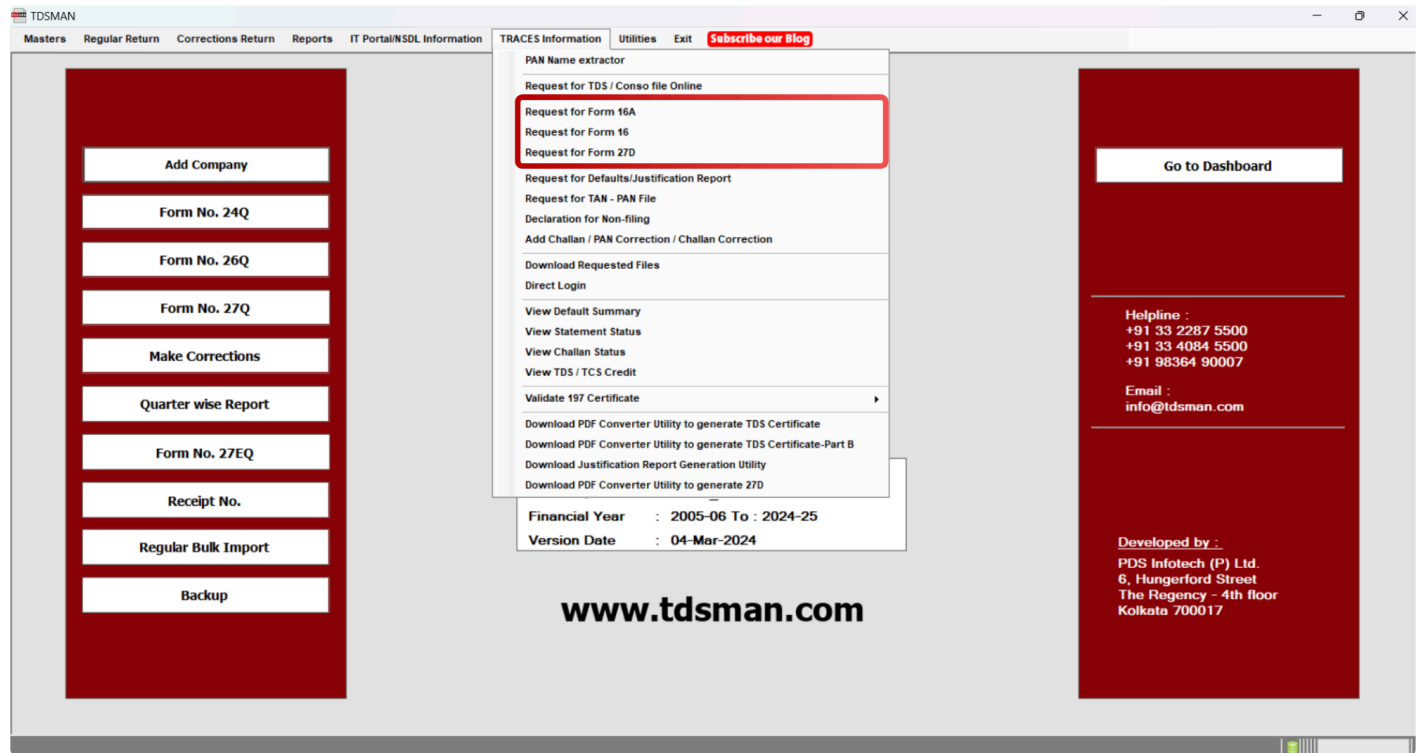 TDSMAN
Masters Regular Return Corrections Return Reports IT Portal/NSDL Information TRACES Information Utilities Exit Subscribe our Blog
PAN Name extractor
Request for TDS / Conso file Online
Request for Form 16A
Request for Form 16
Request for Form 27D
Request for Defaults/Justification Report
Request for TAN - PAN File
Declaration for Non-filing
Add Challan / PAN Correction / Challan Correction
Download Requested Files
Direct Login
View Default Summary
View Statement Status
View Challan Status
View TDS / TCS Credit
Validate 197 Certificate
Download PDF Converter Utility to generate TDS Certificate
Download PDF Converter Utility to generate TDS Certificate-Part B
Download Justification Report Generation Utility
Download PDF Converter Utility to generate 27D
Add Company
Form No. 24Q
Form No. 26Q
Form No. 27Q
Make Corrections
Quarter wise Report
Form No. 27EQ
Receipt No.
Regular Bulk Import
Backup
Financial Year : 2005-06 To : 2024-25
Version Date : 04-Mar-2024
www.tdsman.com
Go to Dashboard
Helpline :
+91 33 2287 5500
+91 33 4084 5500
+91 98364 90007
Email :
info@tdsman.com
Developed by :
PDS Infotech (P) Ltd.
6, Hungerford Street
The Regency - 4th floor
Kolkata 700017